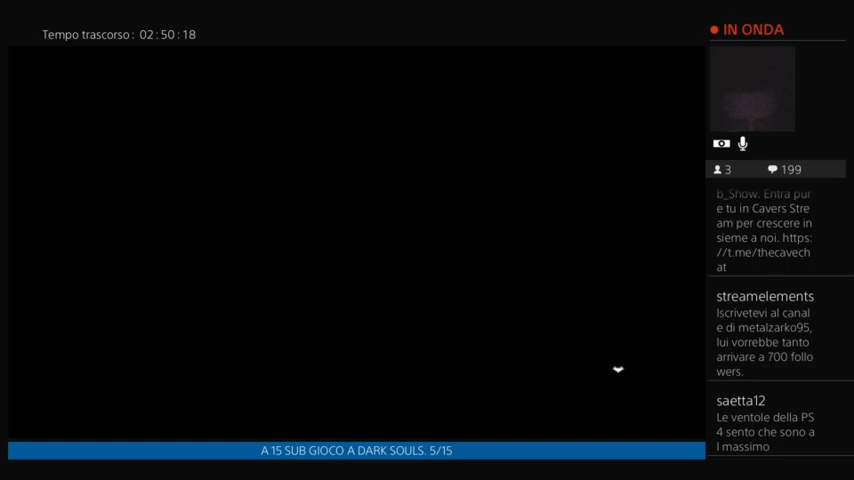 Tempo trascorso: 02:50:18
IN ONDA
3 199
b_Show. Entra pur
e tu in Cavers Stre
am per crescere in
sieme a noi. https:
//t.me/thecavech
at
streamelements
Iscrivetevi al canal
e di metalzarko95,
lui vorrebbe tanto
arrivare a 700 follo
wers.
saetta12
Le ventole della PS
4 sento che sono a
l massimo
A 15 SUB GIOCO A DARK SOULS. 5/15